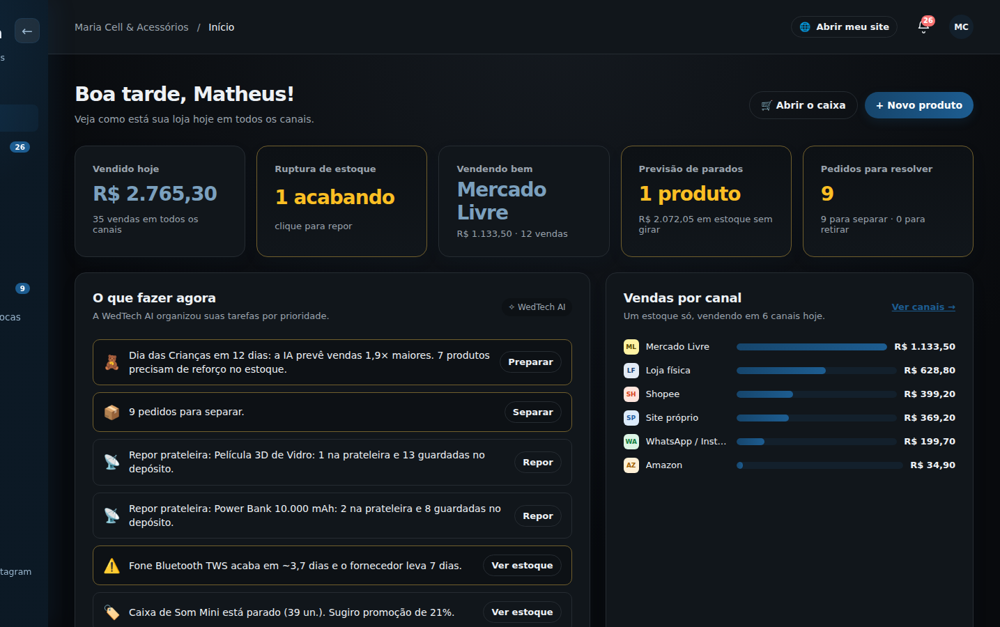 ←
Maria Cell & Acessórios / Início
Abrir meu site
26
MC
s
26
9
ocas
tagram
Boa tarde, Matheus!
Veja como está sua loja hoje em todos os canais.
Abrir o caixa
+ Novo produto
Vendido hoje
R$ 2.765,30
35 vendas em todos os
canais
Ruptura de estoque
1 acabando
clique para repor
Vendendo bem
Mercado
Livre
R$ 1.133,50 · 12 vendas
Previsão de parados
1 produto
R$ 2.072,05 em estoque sem
girar
Pedidos para resolver
9
9 para separar · 0 para
retirar
O que fazer agora
A WedTech AI organizou suas tarefas por prioridade.
✧ WedTech AI
Dia das Crianças em 12 dias: a IA prevê vendas 1,9× maiores. 7 produtos
precisam de reforço no estoque.
Preparar
9 pedidos para separar.
Separar
Repor prateleira: Película 3D de Vidro: 1 na prateleira e 13 guardadas no
depósito.
Repor
Repor prateleira: Power Bank 10.000 mAh: 2 na prateleira e 8 guardadas no
depósito.
Repor
Fone Bluetooth TWS acaba em ~3,7 dias e o fornecedor leva 7 dias.
Ver estoque
Caixa de Som Mini está parado (39 un.). Sugiro promoção de 21%.
Ver estoque
Vendas por canal
Um estoque só, vendendo em 6 canais hoje.
Ver canais →
ML Mercado Livre R$ 1.133,50
LF Loja física R$ 628,80
SH Shopee R$ 399,20
SP Site próprio R$ 369,20
WA WhatsApp / Inst… R$ 199,70
AZ Amazon R$ 34,90